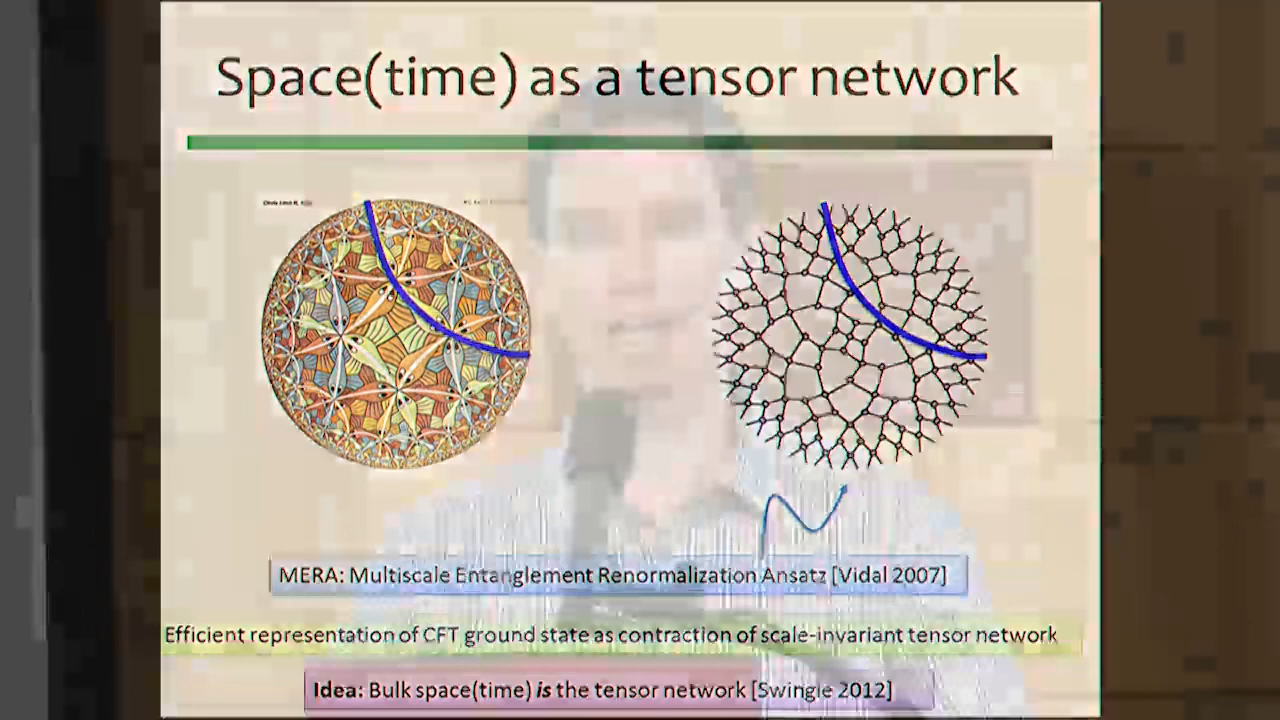 Space(time) as a tensor network
MERA: Multiscale Entanglement Renormalization Ansatz [Vidal 2007]
Efficient representation of CFT ground state as contraction of scale-invariant tensor network
Idea: Bulk space(time) is the tensor network [Swingle 2012]